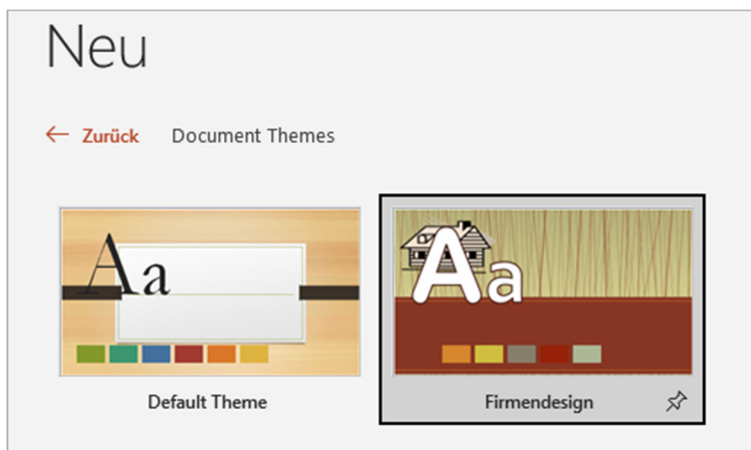 Neu
← Zurück Document Themes
Aa
Aa
Default Theme
Firmendesign